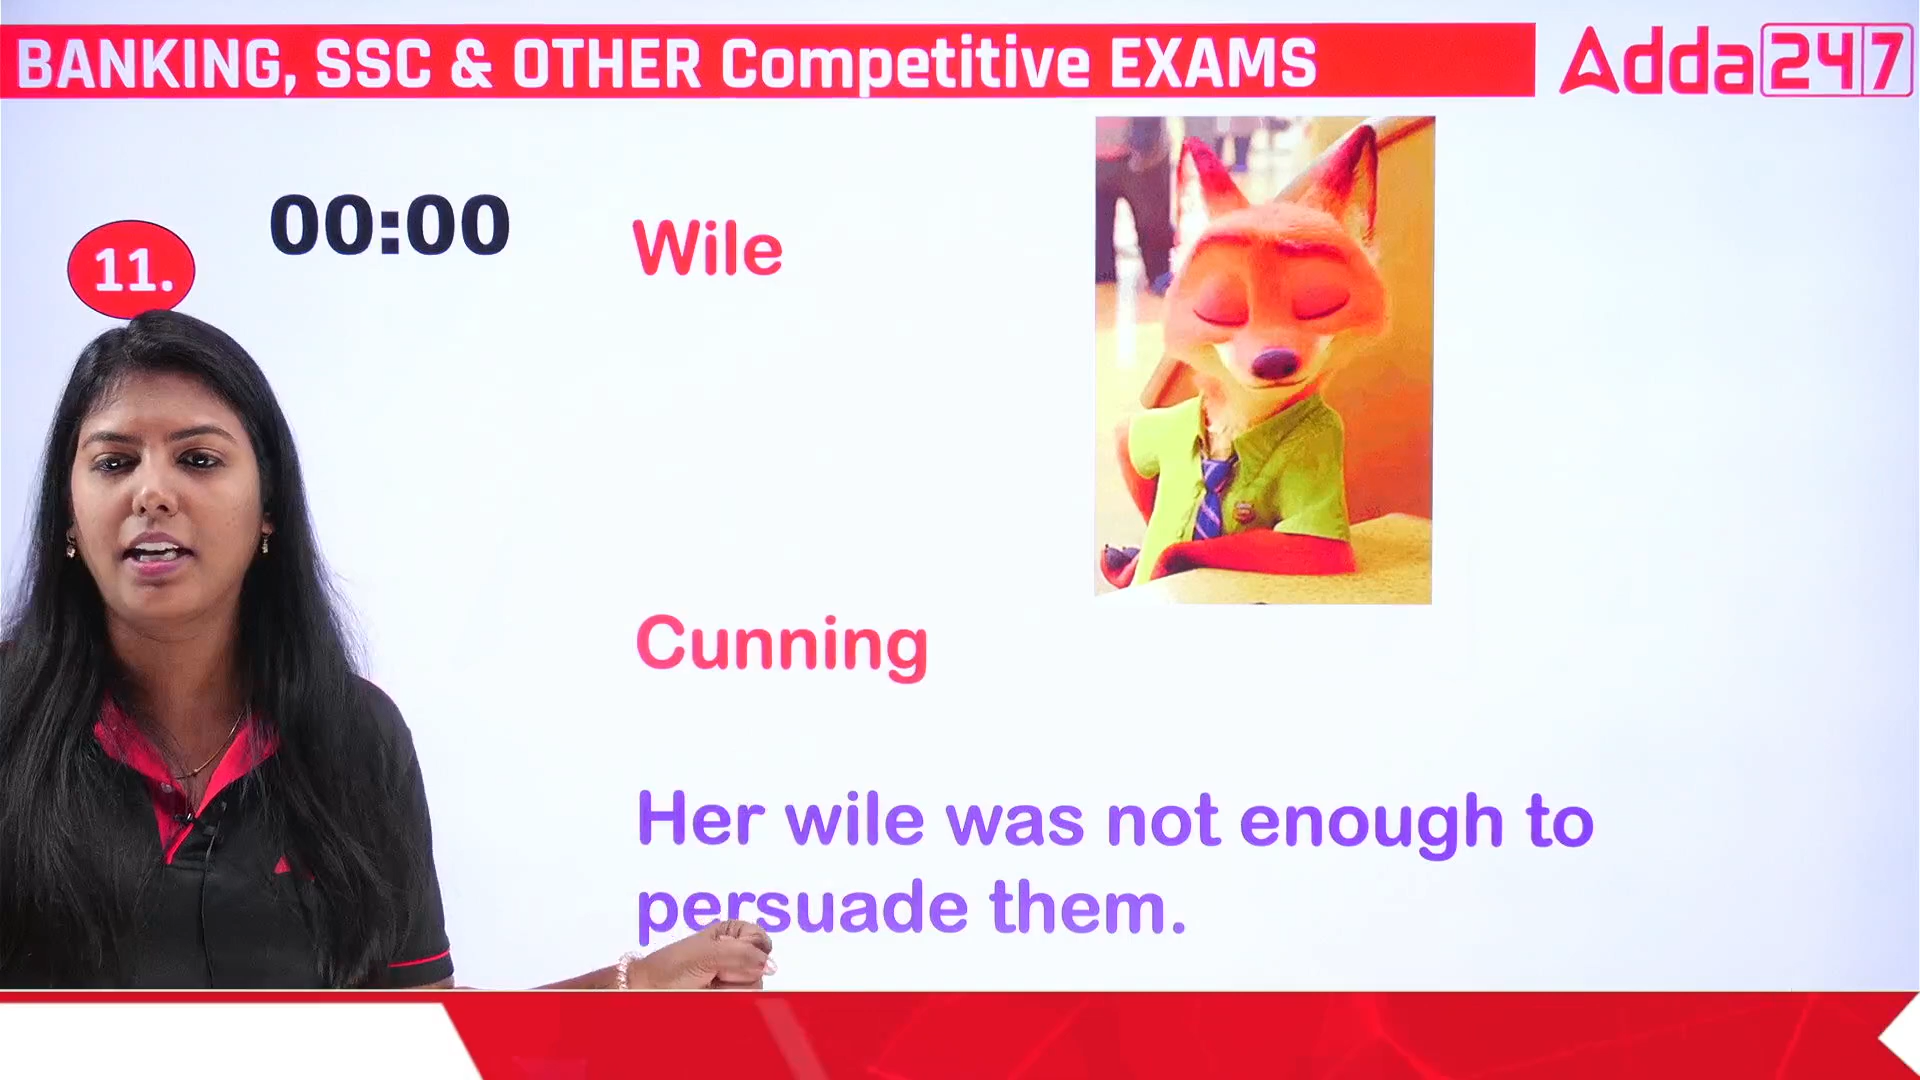 BANKING, SSC & OTHER Competitive EXAMS
Adda247
11.
00:00
Wile
Cunning
Her wile was not enough to
persuade them.